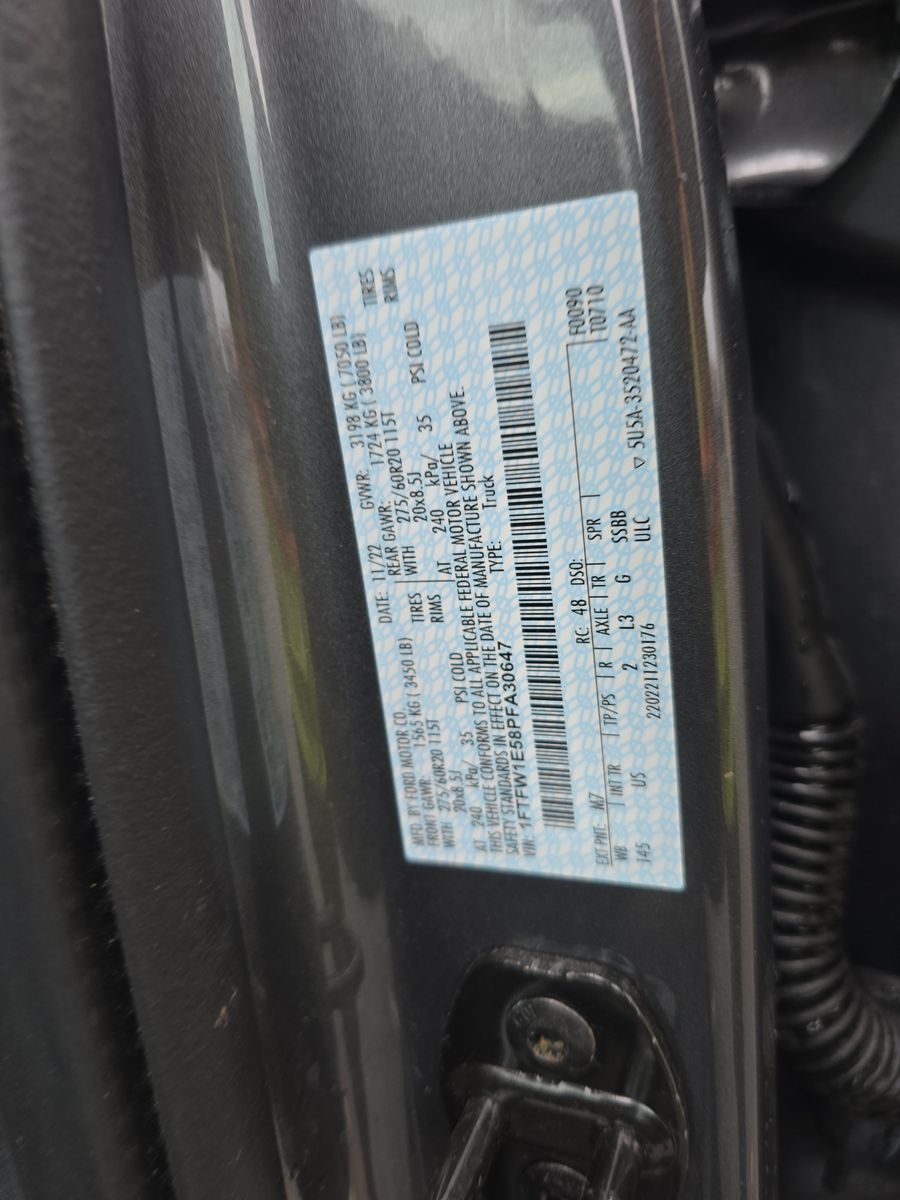 MFD. BY FORD MOTOR CO. DATE: 11/22 GVWR: 3198 KG ( 7050 LB)
FRONT GAWR: 1565 KG ( 3450 LB) REAR GAWR: 1724 KG ( 3800 LB)
WITH 275/60R20 115T TIRES WITH 275/60R20 115T TIRES
20x8.5J RIMS 20x8.5J RIMS
AT 240 kPa/ 35 PSI COLD AT 240 kPa/ 35 PSI COLD
THIS VEHICLE CONFORMS TO ALL APPLICABLE FEDERAL MOTOR VEHICLE
SAFETY STANDARDS IN EFFECT ON THE DATE OF MANUFACTURE SHOWN ABOVE.
VIN: 1FTFW1E58PFA30647 TYPE: Truck
F0090
T0710
EXT PNT: M7 RC: 48 DSO:
WB INT TR TP/PS R AXLE TR SPR
145 US 2 L3 G SSBB
2202211230176 ULC ▽ 5U5A-3520472-AA